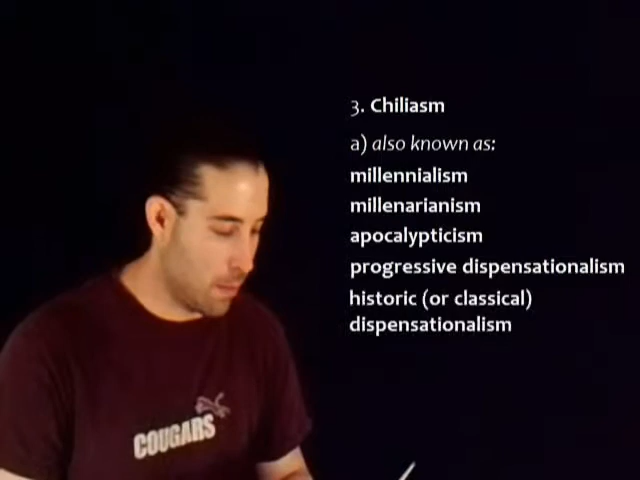 3. Chiliasm
a) also known as:
millennialism
millenarianism
apocalypticism
progressive dispensationalism
historic (or classical)
dispensationalism
COUGARS